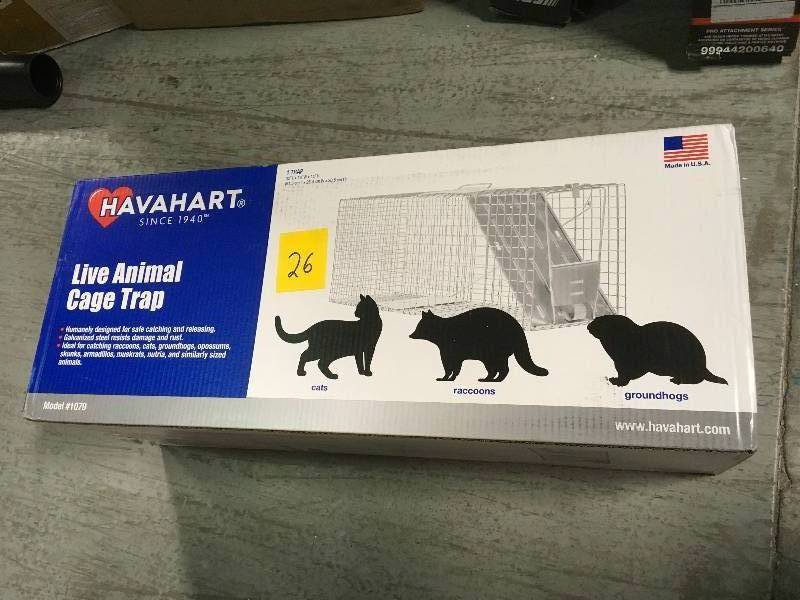 PRO ATTACHMENT SERIES
99944200640
HAVAHART®
SINCE 1940™
Live Animal
Cage Trap
• Humanely designed for safe catching and releasing.
• Galvanized steel resists damage and rust.
• Ideal for catching raccoons, cats, groundhogs, opossums,
skunks, armadillos, muskrats, nutria, and similarly sized
animals.
Model #1079
1 TRAP
26
Made in U.S.A.
cats
raccoons
groundhogs
www.havahart.com